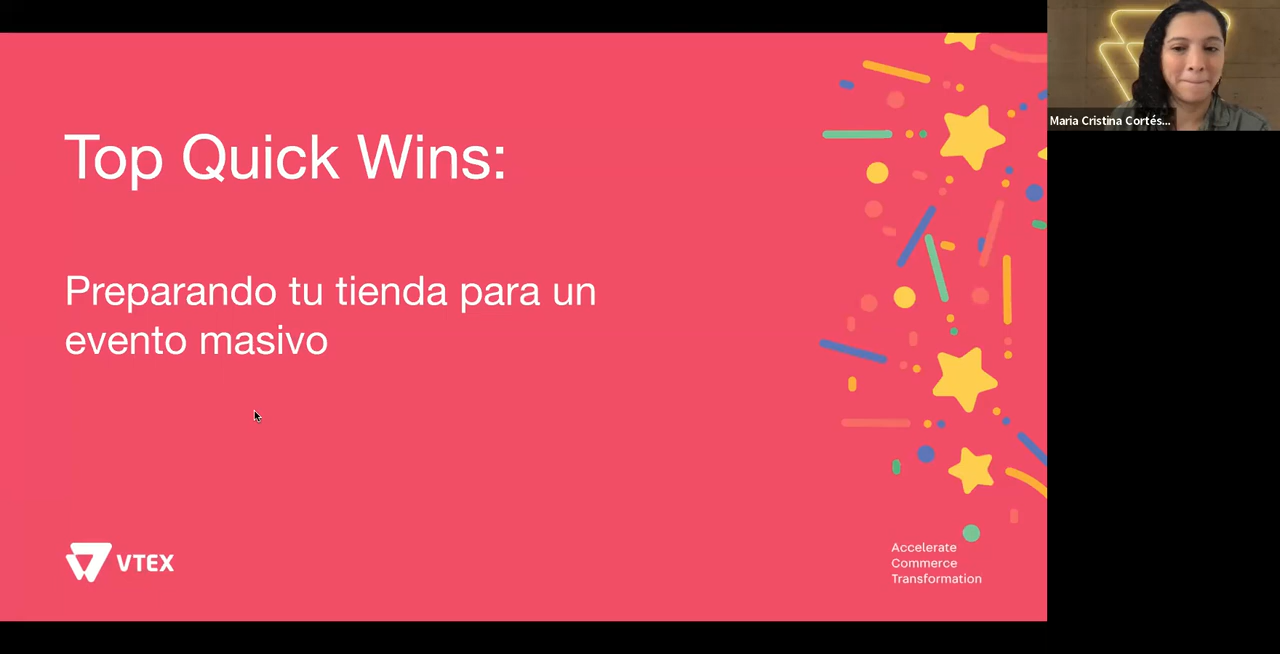 Top Quick Wins:
Preparando tu tienda para un
evento masivo
VTEX
Accelerate
Commerce
Transformation
Maria Cristina Cortés...